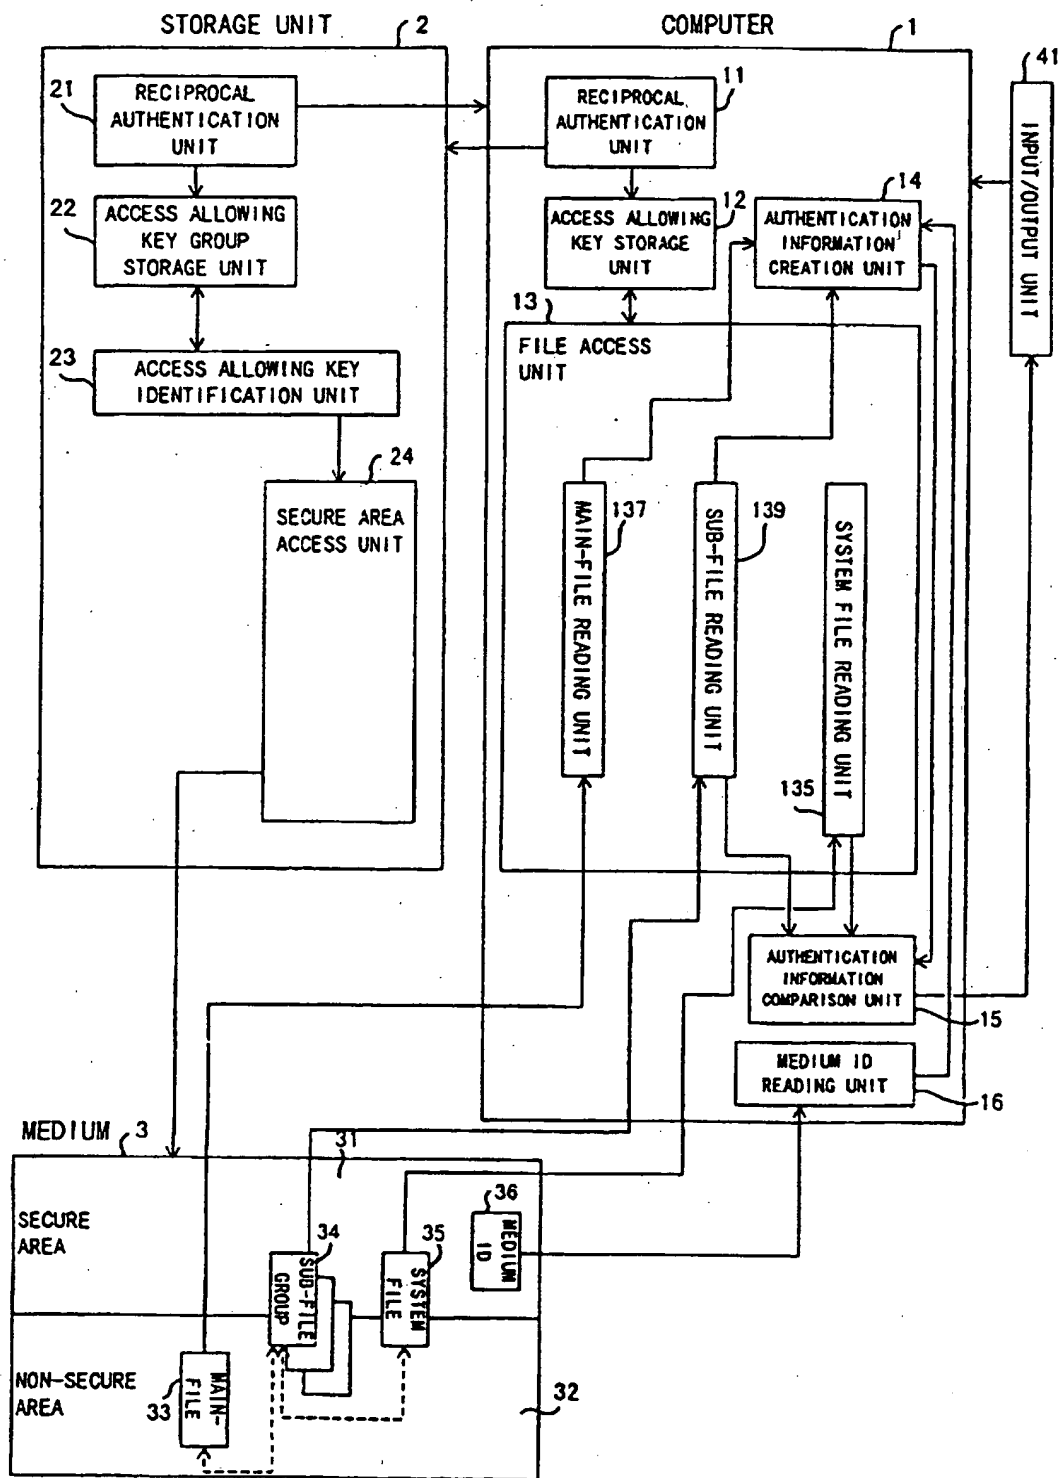 STORAGE UNIT
2
21
RECIPROCAL
AUTHENTICATION
UNIT
22
ACCESS ALLOWING
KEY GROUP
STORAGE UNIT
23
ACCESS ALLOWING KEY
IDENTIFICATION UNIT
24
SECURE AREA
ACCESS UNIT
COMPUTER
1
11
RECIPROCAL
AUTHENTICATION
UNIT
12
ACCESS ALLOWING
KEY STORAGE
UNIT
14
AUTHENTICATION
INFORMATION
CREATION UNIT
13
FILE ACCESS
UNIT
MAIN-FILE READING UNIT
137
SUB-FILE READING UNIT
139
SYSTEM FILE READING UNIT
135
AUTHENTICATION
INFORMATION
COMPARISON UNIT
15
MEDIUM ID
READING UNIT
16
41
INPUT/OUTPUT UNIT
MEDIUM
3
31
SECURE
AREA
34
SUB-FILE
GROUP
35
SYSTEM
FILE
36
MEDIUM
ID
NON-SECURE
AREA
33
MAIN-
FILE
32